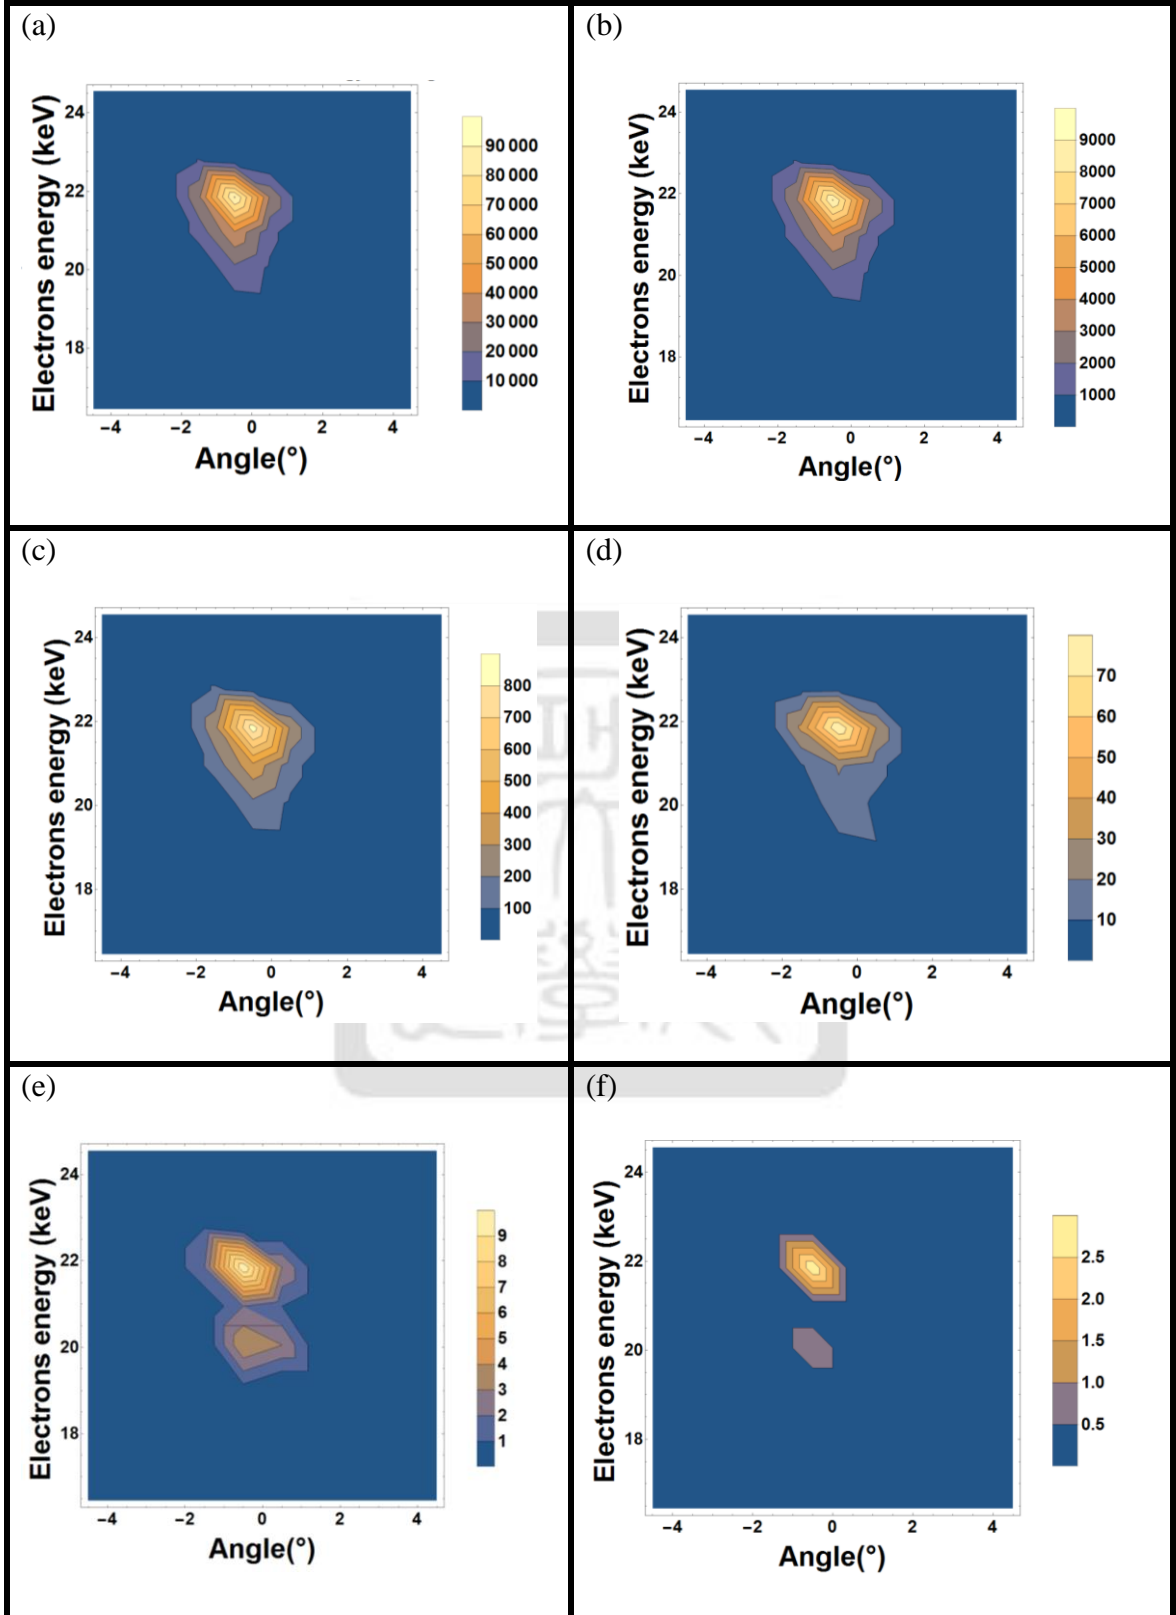 (a)
Electrons energy (keV)
24
22
20
18
−4 −2 0 2 4
Angle(°)
90 000
80 000
70 000
60 000
50 000
40 000
30 000
20 000
10 000
(b)
Electrons energy (keV)
24
22
20
18
−4 −2 0 2 4
Angle(°)
9000
8000
7000
6000
5000
4000
3000
2000
1000
(c)
Electrons energy (keV)
24
22
20
18
−4 −2 0 2 4
Angle(°)
800
700
600
500
400
300
200
100
(d)
Electrons energy (keV)
24
22
20
18
−4 −2 0 2 4
Angle(°)
70
60
50
40
30
20
10
(e)
Electrons energy (keV)
24
22
20
18
−4 −2 0 2 4
Angle(°)
9
8
7
6
5
4
3
2
1
(f)
Electrons energy (keV)
24
22
20
18
−4 −2 0 2 4
Angle(°)
2.5
2.0
1.5
1.0
0.5